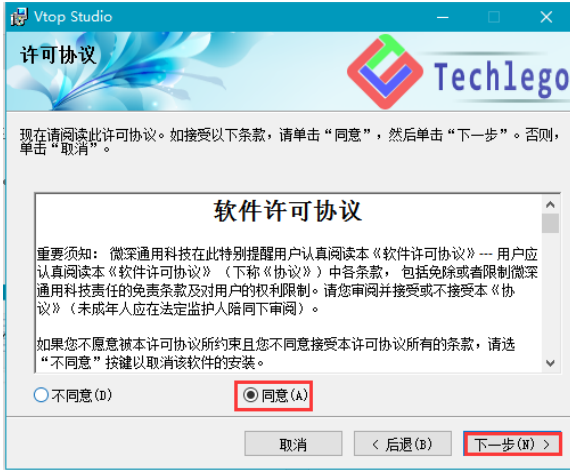 Vtop Studio
许可协议
Techlego
现在请阅读此许可协议。如接受以下条款，请单击“同意”，然后单击“下一步”。否则，
单击“取消”。
软件许可协议
重要须知： 微深通用科技在此特别提醒用户认真阅读本《软件许可协议》--- 用户应
认真阅读本《软件许可协议》（下称《协议》）中各条款， 包括免除或者限制微深
通用科技责任的免责条款及对用户的权利限制。请您审阅并接受或不接受本《协
议》（未成年人应在法定监护人陪同下审阅）。
如果您不愿意被本许可协议所约束且您不同意接受本许可协议所有的条款，请选
“不同意”按键以取消该软件的安装。
不同意(D)
同意(A)
取消
< 后退(B)
下一步(N) >